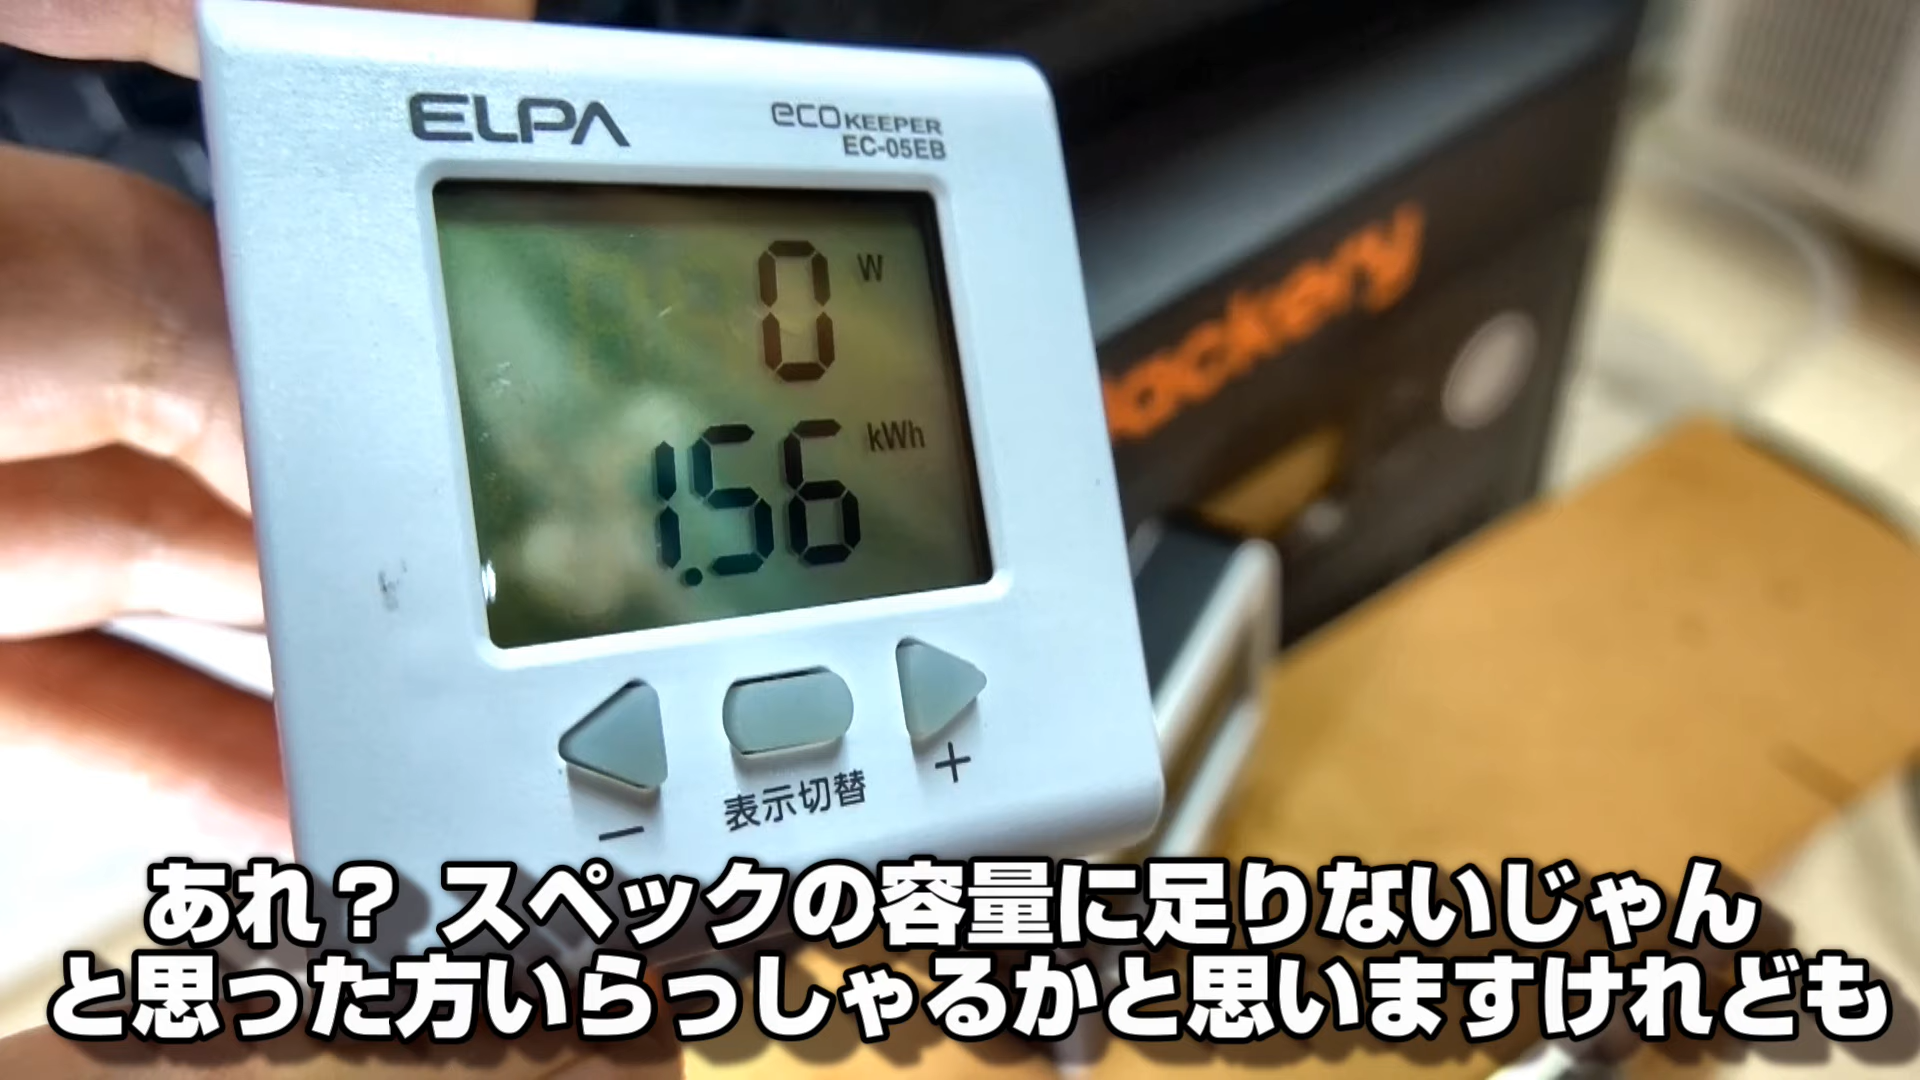 ELPA
eco KEEPER
EC-05EB
0 W
1.56 kWh
表示切替
－
＋
Jackery
あれ？ スペックの容量に足りないじゃん
と思った方いらっしゃるかと思いますけれども